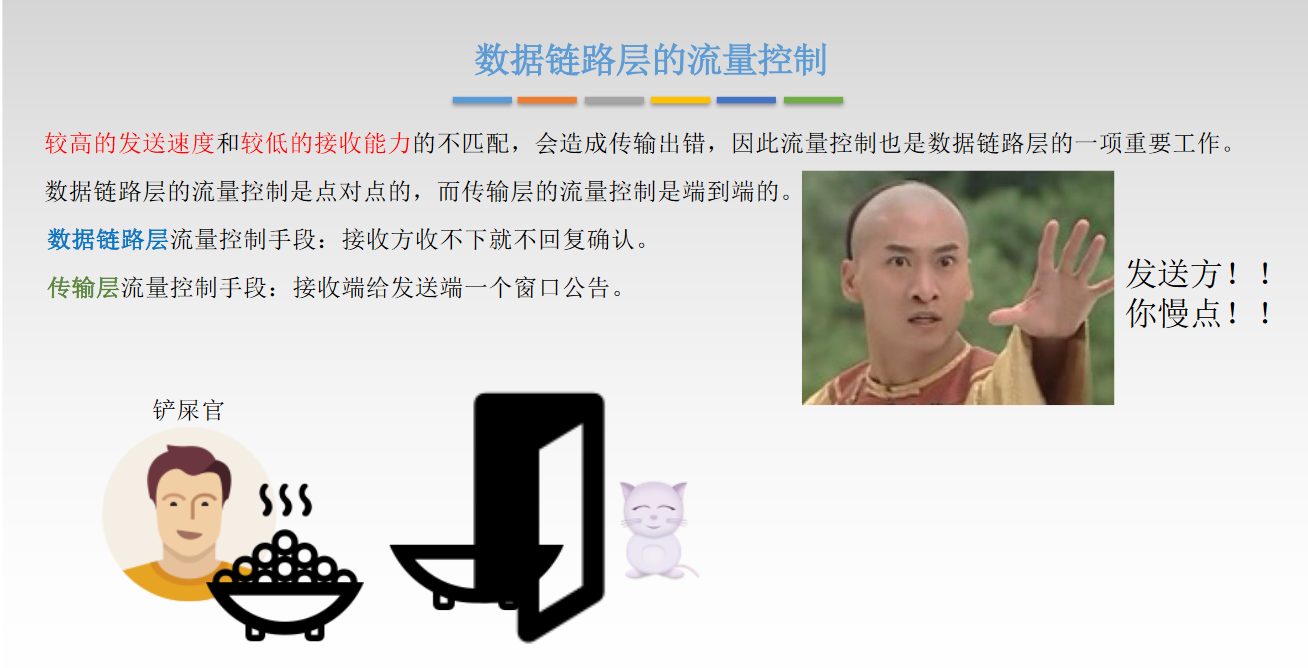 数据链路层的流量控制
较高的发送速度和较低的接收能力的不匹配，会造成传输出错，因此流量控制也是数据链路层的一项重要工作。
数据链路层的流量控制是点对点的，而传输层的流量控制是端到端的。
数据链路层流量控制手段：接收方收不下就不回复确认。
传输层流量控制手段：接收端给发送端一个窗口公告。
发送方！！
你慢点！！
铲屎官